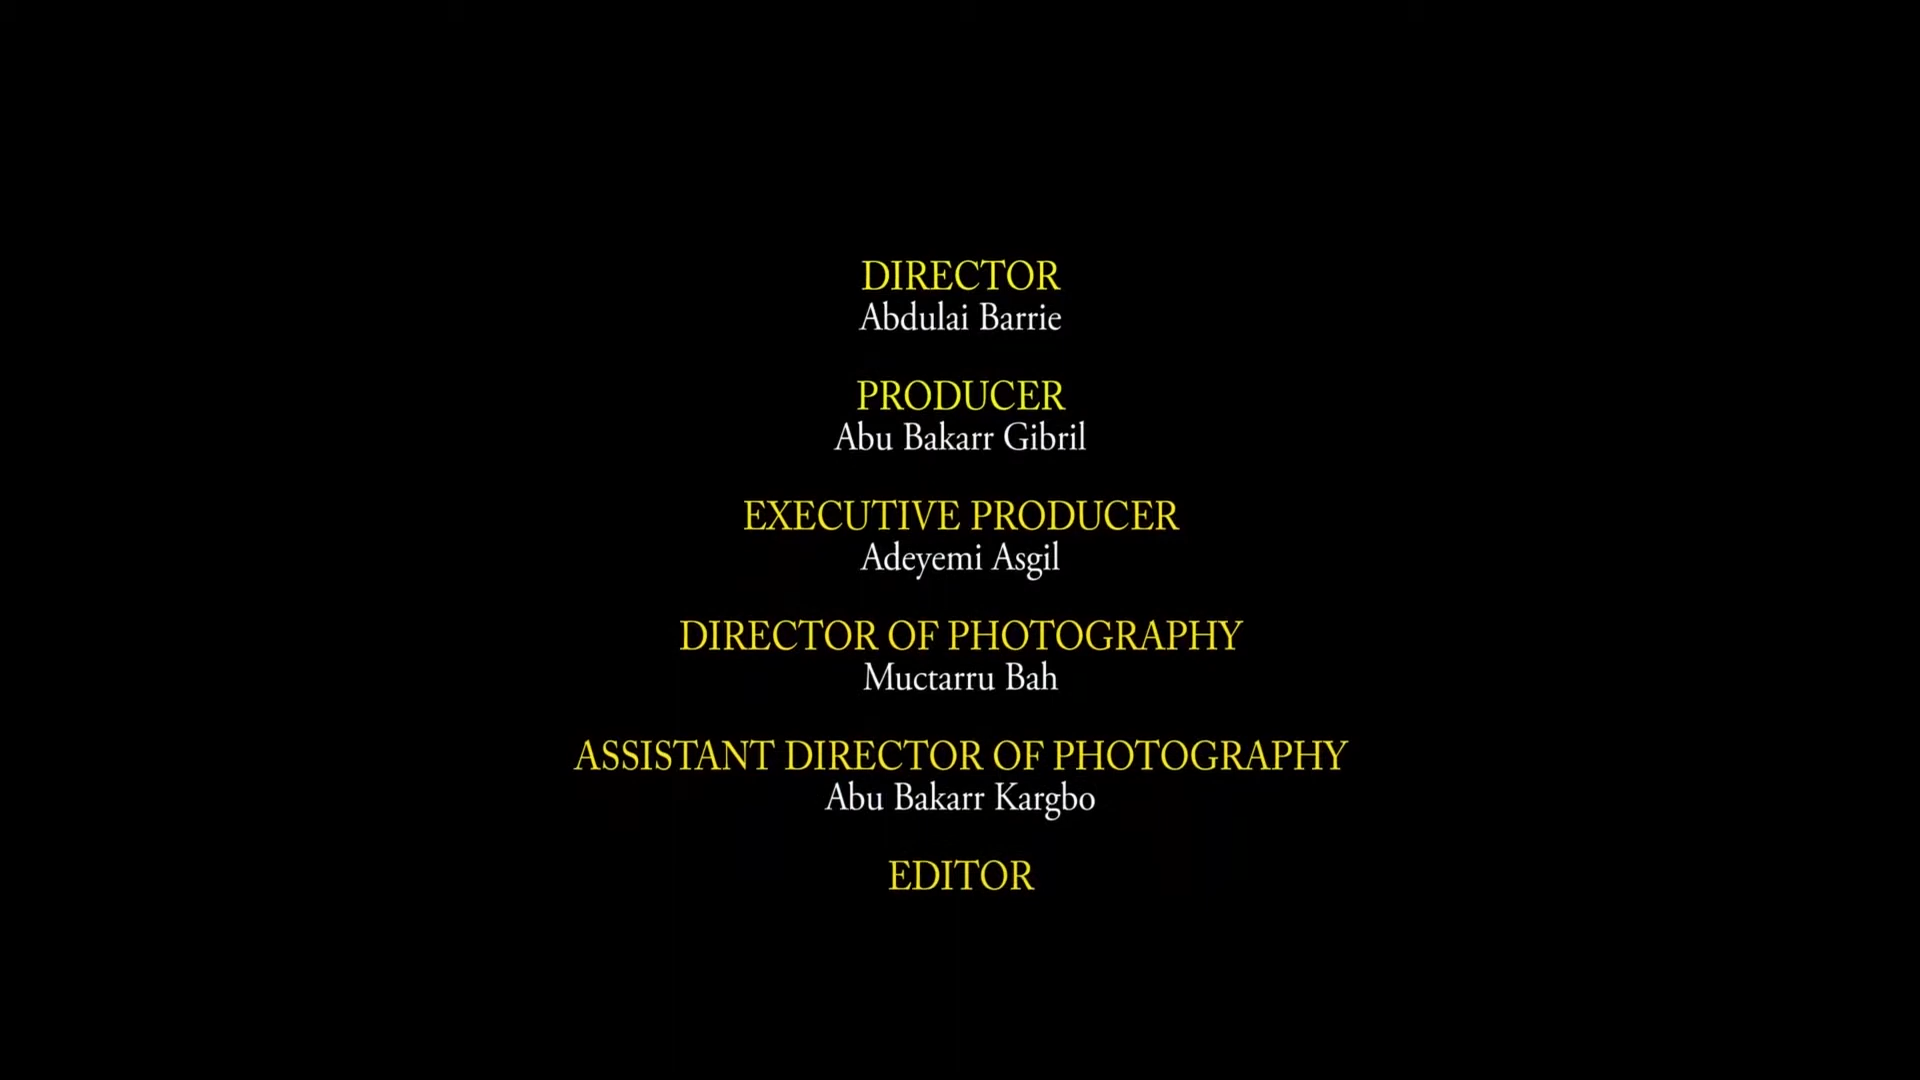 DIRECTOR
Abdulai Barrie
PRODUCER
Abu Bakarr Gibril
EXECUTIVE PRODUCER
Adeyemi Asgil
DIRECTOR OF PHOTOGRAPHY
Muctarru Bah
ASSISTANT DIRECTOR OF PHOTOGRAPHY
Abu Bakarr Kargbo
EDITOR